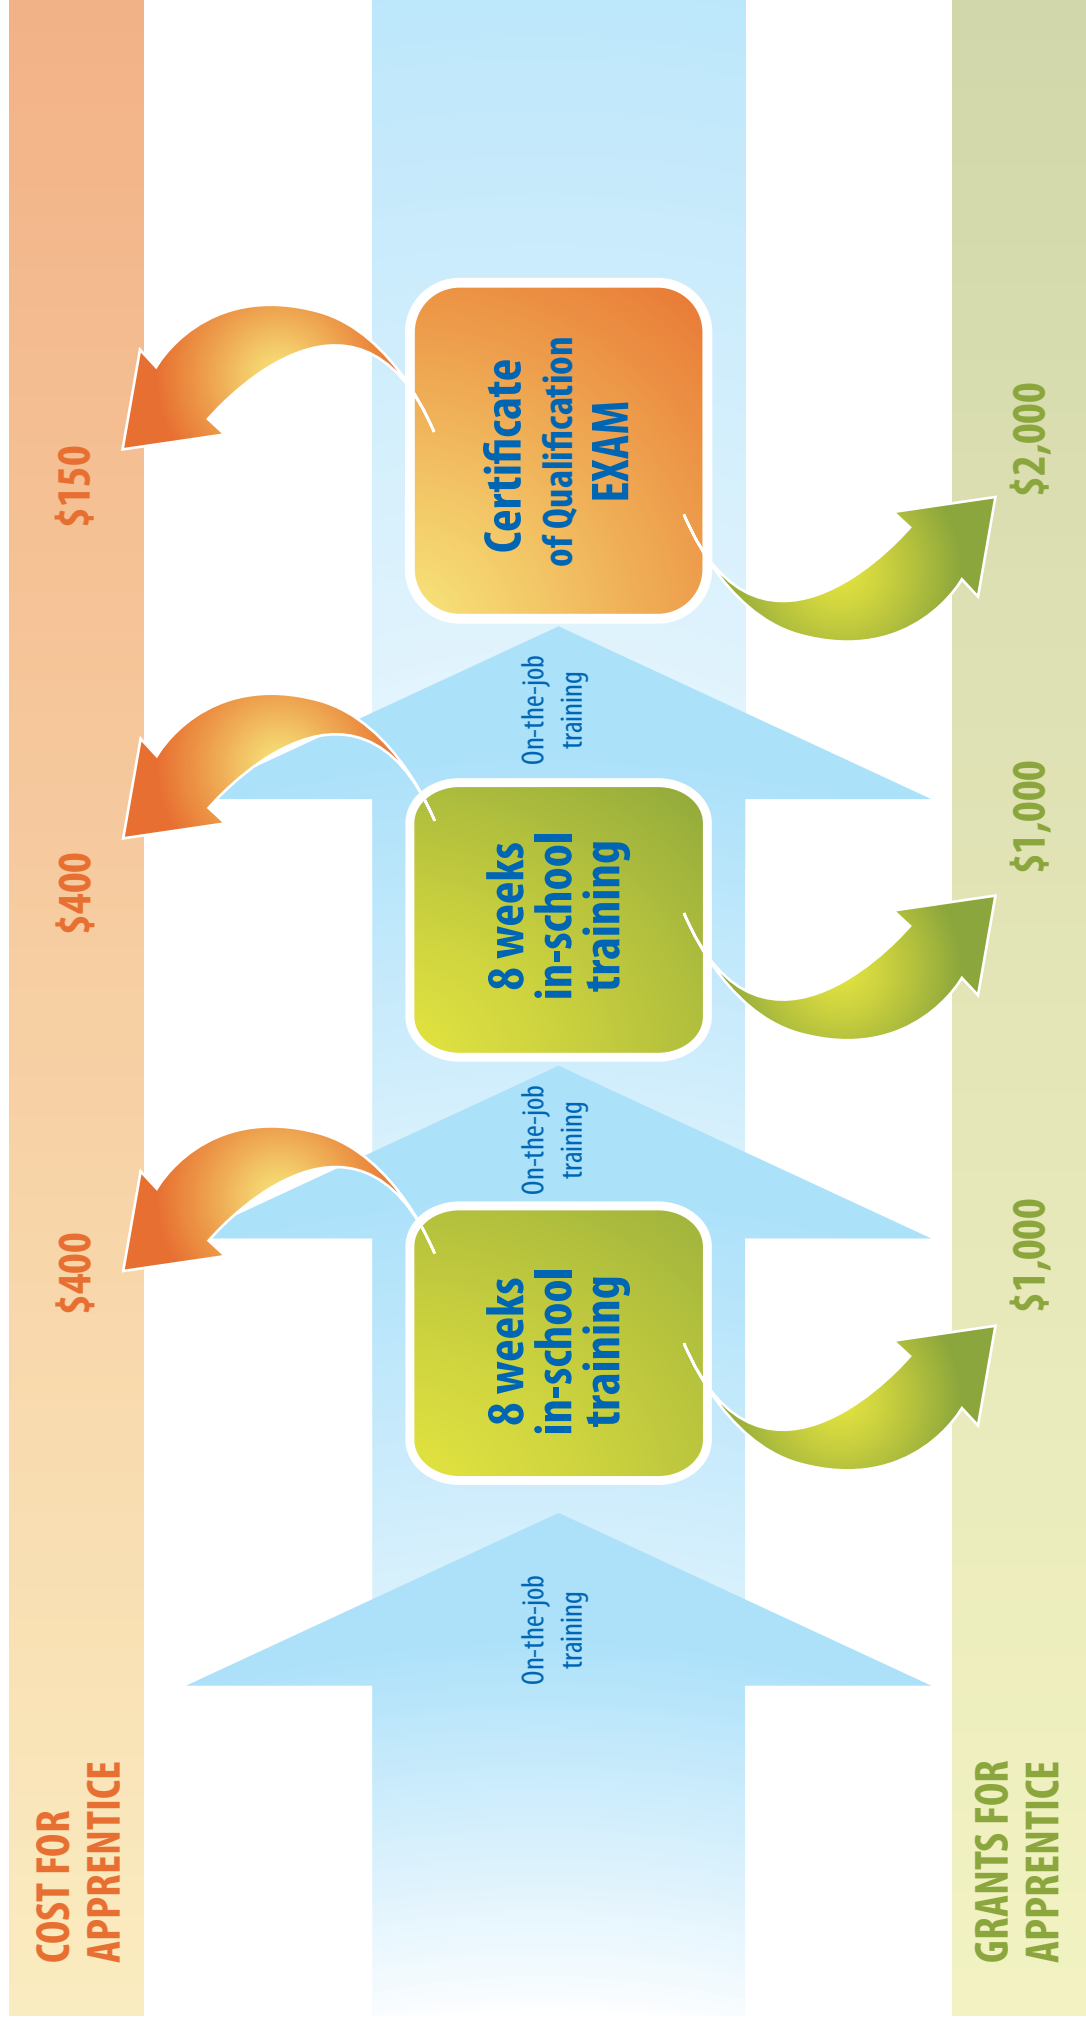 COST FOR
APPRENTICE
$400
$400
$150
On-the-job
training
8 weeks
in-school
training
On-the-job
training
8 weeks
in-school
training
On-the-job
training
Certificate
of Qualification
EXAM
GRANTS FOR
APPRENTICE
$1,000
$1,000
$2,000